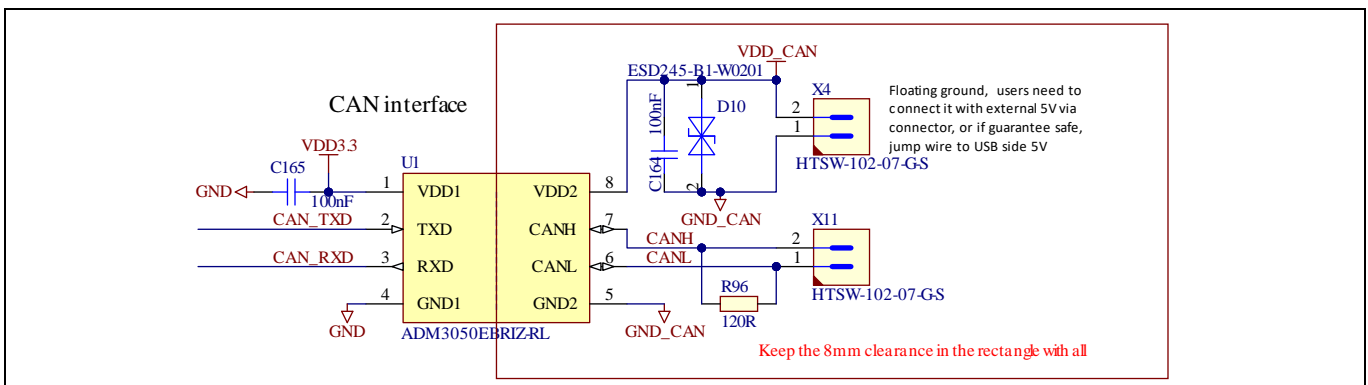 VDD_CAN
ESD245-B1-W0201
CAN interface
X4
Floating ground, users need to
connect it with external 5V via
connector, or if guarantee safe,
jump wire to USB side 5V
D10
100nF
C164
1
2
2
1
HTSW-102-07-G-S
VDD3.3
C165
U1
GND
100nF
1
VDD1
VDD2
8
GND_CAN
CAN_TXD
2
TXD
CANH
7
CANH
X11
2
CAN_RXD
3
RXD
CANL
6
CANL
1
4
GND1
GND2
5
R96
HTSW-102-07-G-S
GND
ADM3050EBRIZ-RL
GND_CAN
120R
Keep the 8mm clearance in the rectangle with all